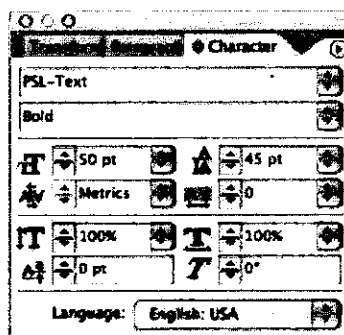 Transform Paragraph Character
PSL-Text
Bold
50 pt 45 pt
Metrics 0
100% 100%
0 pt 0°
Language: English: USA